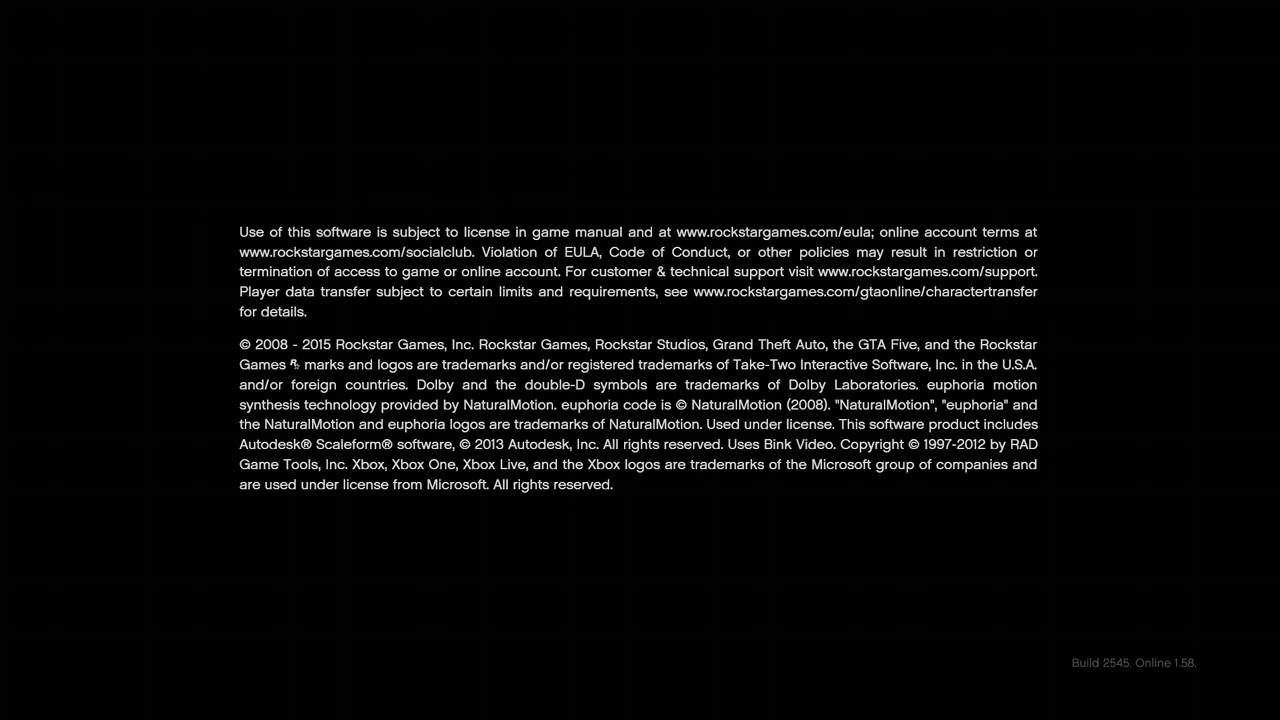 Use of this software is subject to license in game manual and at www.rockstargames.com/eula; online account terms at
www.rockstargames.com/socialclub. Violation of EULA, Code of Conduct, or other policies may result in restriction or
termination of access to game or online account. For customer & technical support visit www.rockstargames.com/support.
Player data transfer subject to certain limits and requirements, see www.rockstargames.com/gtaonline/charactertransfer
for details.
© 2008 - 2015 Rockstar Games, Inc. Rockstar Games, Rockstar Studios, Grand Theft Auto, the GTA Five, and the Rockstar
Games R* marks and logos are trademarks and/or registered trademarks of Take-Two Interactive Software, Inc. in the U.S.A.
and/or foreign countries. Dolby and the double-D symbols are trademarks of Dolby Laboratories. euphoria motion
synthesis technology provided by NaturalMotion. euphoria code is © NaturalMotion (2008). "NaturalMotion", "euphoria" and
the NaturalMotion and euphoria logos are trademarks of NaturalMotion. Used under license. This software product includes
Autodesk® Scaleform® software, © 2013 Autodesk, Inc. All rights reserved. Uses Bink Video. Copyright © 1997-2012 by RAD
Game Tools, Inc. Xbox, Xbox One, Xbox Live, and the Xbox logos are trademarks of the Microsoft group of companies and
are used under license from Microsoft. All rights reserved.
Build 2545. Online 1.58.